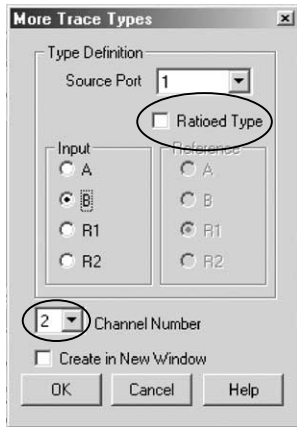 More Trace Types
Type Definition
Source Port 1
Ratioed Type
Input
Reference
A
A
B
B
R1
R1
R2
R2
2 Channel Number
Create in New Window
OK Cancel Help